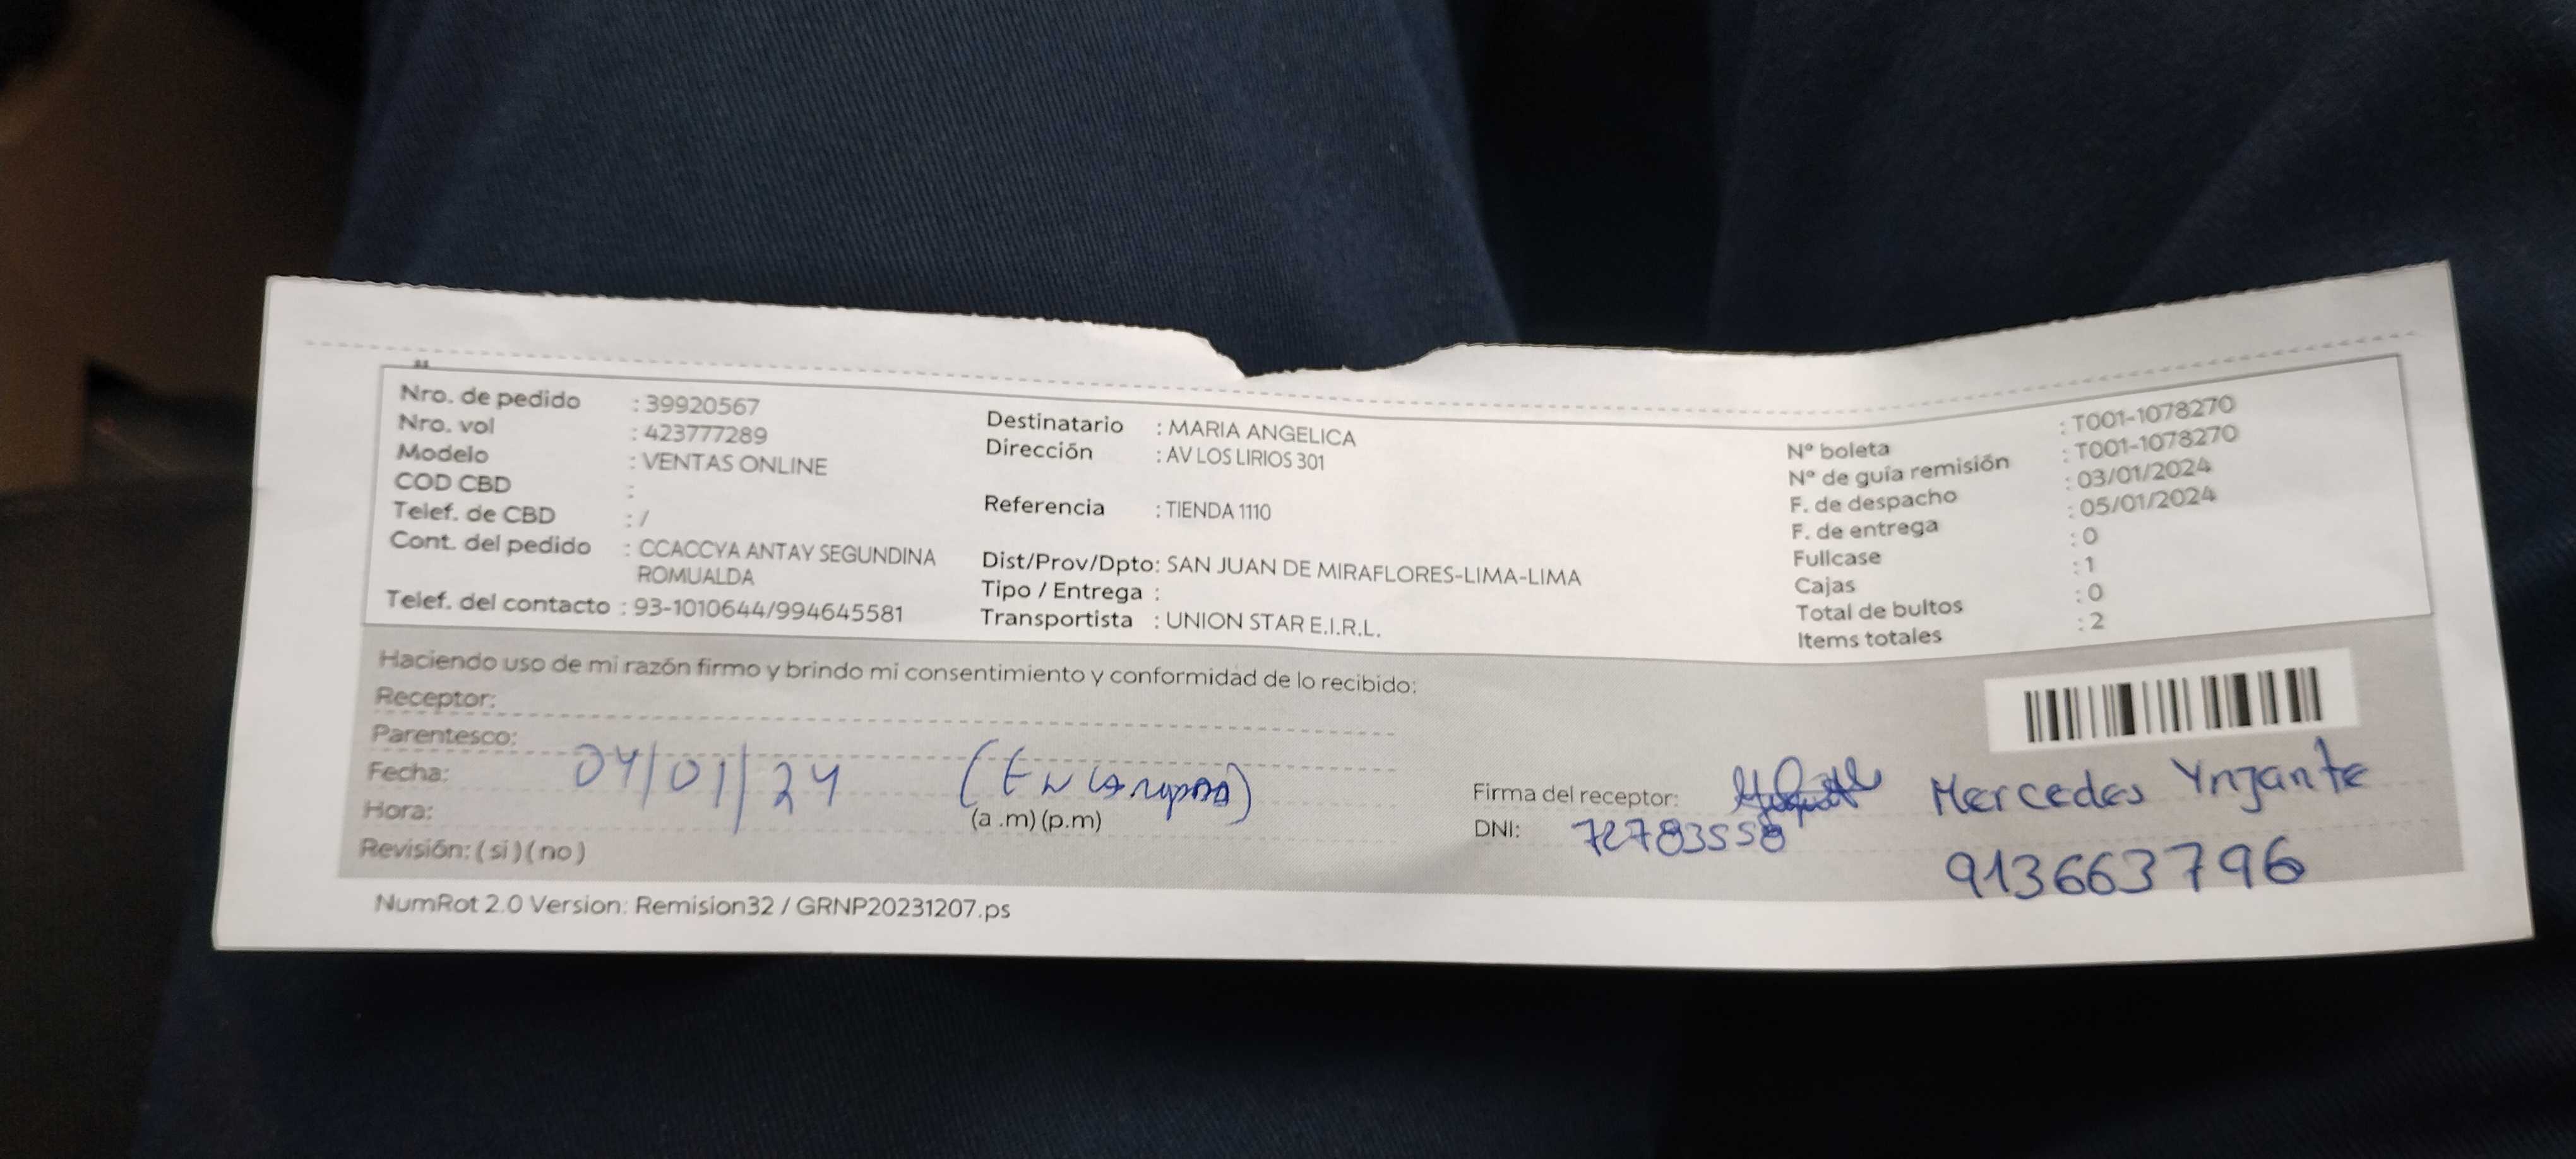 Nro. de pedido : 39920567
Nro. vol : 423777289
Modelo : VENTAS ONLINE
COD CBD :
Telef. de CBD : /
Cont. del pedido : CCACCYA ANTAY SEGUNDINA
ROMUALDA
Telef. del contacto : 93-1010644/994645581
Destinatario : MARIA ANGELICA
Dirección : AV LOS LIRIOS 301
Referencia : TIENDA 1110
Dist/Prov/Dpto: SAN JUAN DE MIRAFLORES-LIMA-LIMA
Tipo / Entrega :
Transportista : UNION STAR E.I.R.L.
N° boleta : T001-1078270
N° de guía remisión : T001-1078270
F. de despacho : 03/01/2024
F. de entrega : 05/01/2024
Fullcase : 0
Cajas : 1
Total de bultos : 0
Items totales : 2
Haciendo uso de mi razón firmo y brindo mi consentimiento y conformidad de lo recibido:
Receptor:
Parentesco:
Fecha: 04/01/24
Hora: (a .m) (p.m)
Revisión: ( si ) ( no )
Firma del receptor: Mercedes Ynjante
DNI: 72783558
913663796
NumRot 2.0 Version: Remision32 / GRNP20231207.ps